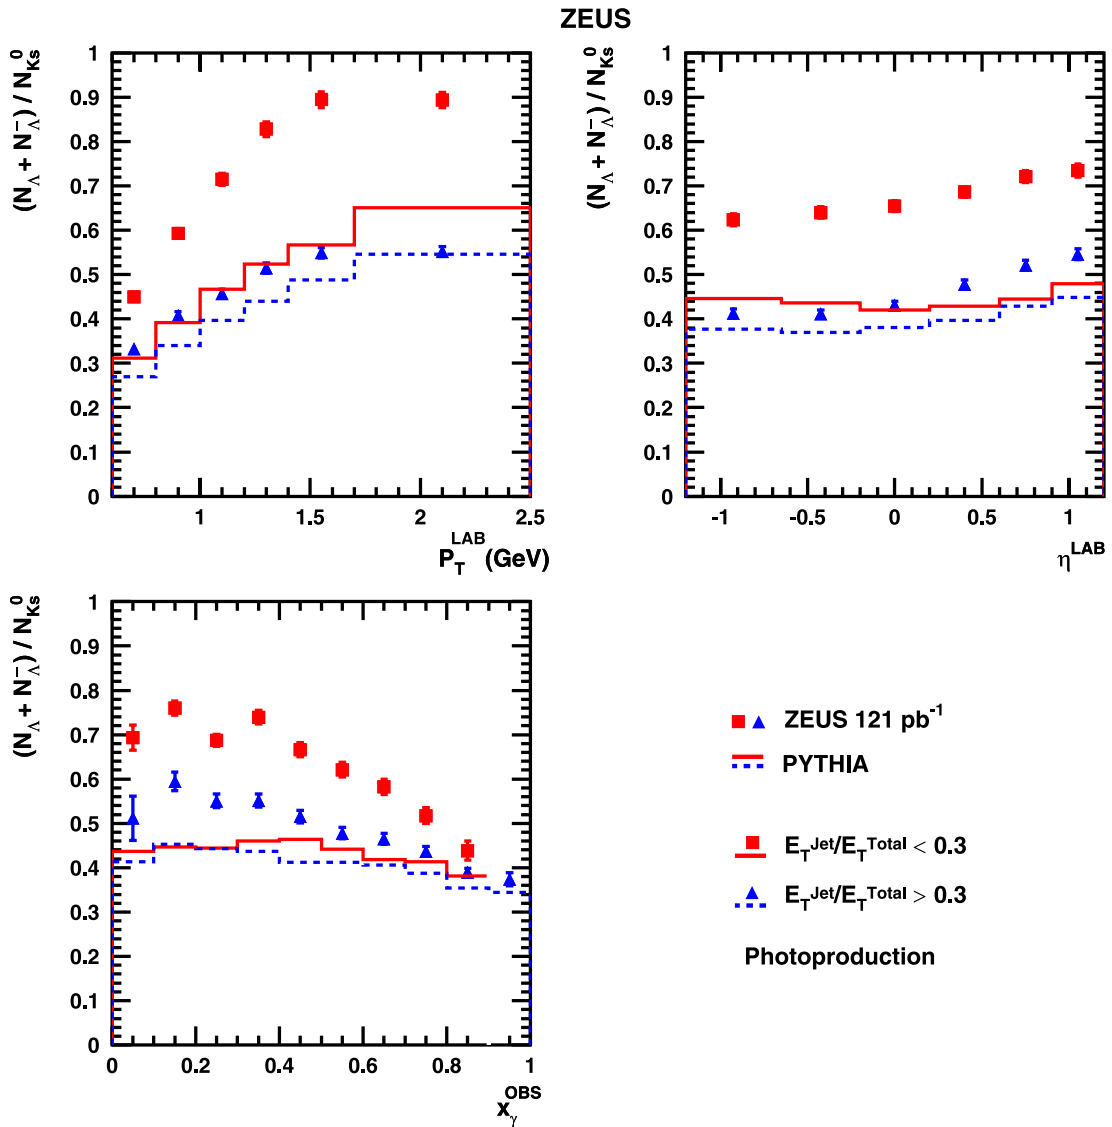 ZEUS
(N_Λ + N_Λ̄) / N_Ks^0
1
0.9
0.8
0.7
0.6
0.5
0.4
0.3
0.2
0.1
0
1 1.5 2 2.5
P_T^LAB (GeV)
(N_Λ + N_Λ̄) / N_Ks^0
1
0.9
0.8
0.7
0.6
0.5
0.4
0.3
0.2
0.1
0
-1 -0.5 0 0.5 1
η^LAB
(N_Λ + N_Λ̄) / N_Ks^0
1
0.9
0.8
0.7
0.6
0.5
0.4
0.3
0.2
0.1
0
0 0.2 0.4 0.6 0.8 1
x_γ^OBS
ZEUS 121 pb^-1
PYTHIA
E_T^Jet/E_T^Total < 0.3
E_T^Jet/E_T^Total > 0.3
Photoproduction